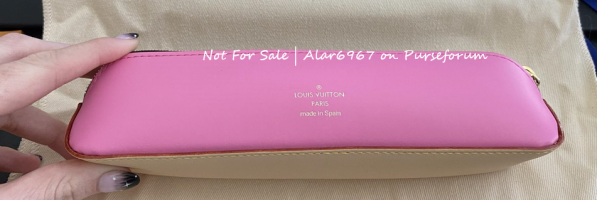 Not For Sale | Alar6967 on Purseforum
LOUIS VUITTON
PARIS
made in Spain